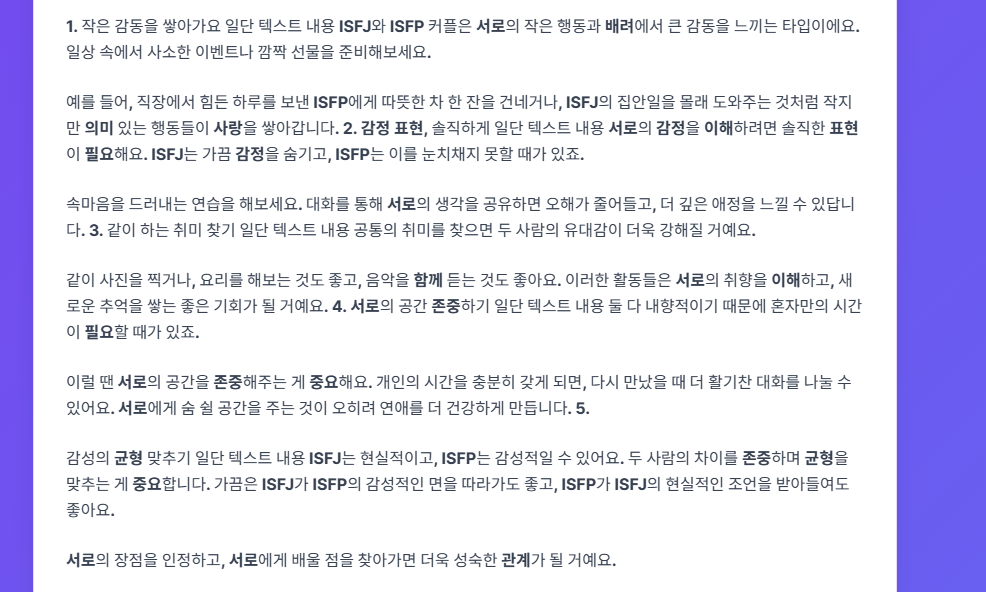 1. 작은 감동을 쌓아가요 일단 텍스트 내용 ISFJ와 ISFP 커플은 서로의 작은 행동과 배려에서 큰 감동을 느끼는 타입이에요.
일상 속에서 사소한 이벤트나 깜짝 선물을 준비해보세요.
예를 들어, 직장에서 힘든 하루를 보낸 ISFP에게 따뜻한 차 한 잔을 건네거나, ISFJ의 집안일을 몰래 도와주는 것처럼 작지
만 의미 있는 행동들이 사랑을 쌓아갑니다. 2. 감정 표현, 솔직하게 일단 텍스트 내용 서로의 감정을 이해하려면 솔직한 표현
이 필요해요. ISFJ는 가끔 감정을 숨기고, ISFP는 이를 눈치채지 못할 때가 있죠.
속마음을 드러내는 연습을 해보세요. 대화를 통해 서로의 생각을 공유하면 오해가 줄어들고, 더 깊은 애정을 느낄 수 있답니
다. 3. 같이 하는 취미 찾기 일단 텍스트 내용 공통의 취미를 찾으면 두 사람의 유대감이 더욱 강해질 거예요.
같이 사진을 찍거나, 요리를 해보는 것도 좋고, 음악을 함께 듣는 것도 좋아요. 이러한 활동들은 서로의 취향을 이해하고, 새
로운 추억을 쌓는 좋은 기회가 될 거예요. 4. 서로의 공간 존중하기 일단 텍스트 내용 둘 다 내향적이기 때문에 혼자만의 시간
이 필요할 때가 있죠.
이럴 땐 서로의 공간을 존중해주는 게 중요해요. 개인의 시간을 충분히 갖게 되면, 다시 만났을 때 더 활기찬 대화를 나눌 수
있어요. 서로에게 숨 쉴 공간을 주는 것이 오히려 연애를 더 건강하게 만듭니다. 5.
감성의 균형 맞추기 일단 텍스트 내용 ISFJ는 현실적이고, ISFP는 감성적일 수 있어요. 두 사람의 차이를 존중하며 균형을
맞추는 게 중요합니다. 가끔은 ISFJ가 ISFP의 감성적인 면을 따라가도 좋고, ISFP가 ISFJ의 현실적인 조언을 받아들여도
좋아요.
서로의 장점을 인정하고, 서로에게 배울 점을 찾아가면 더욱 성숙한 관계가 될 거예요.